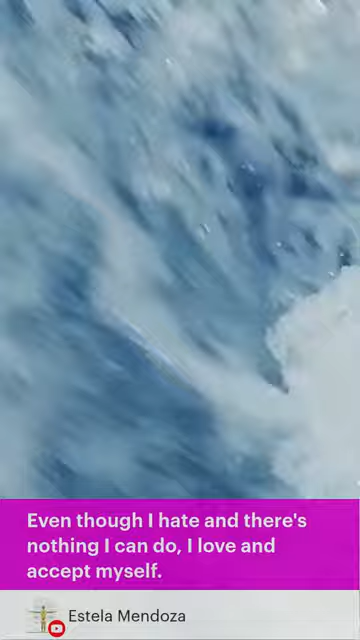 Even though I hate and there's
nothing I can do, I love and
accept myself.
Estela Mendoza